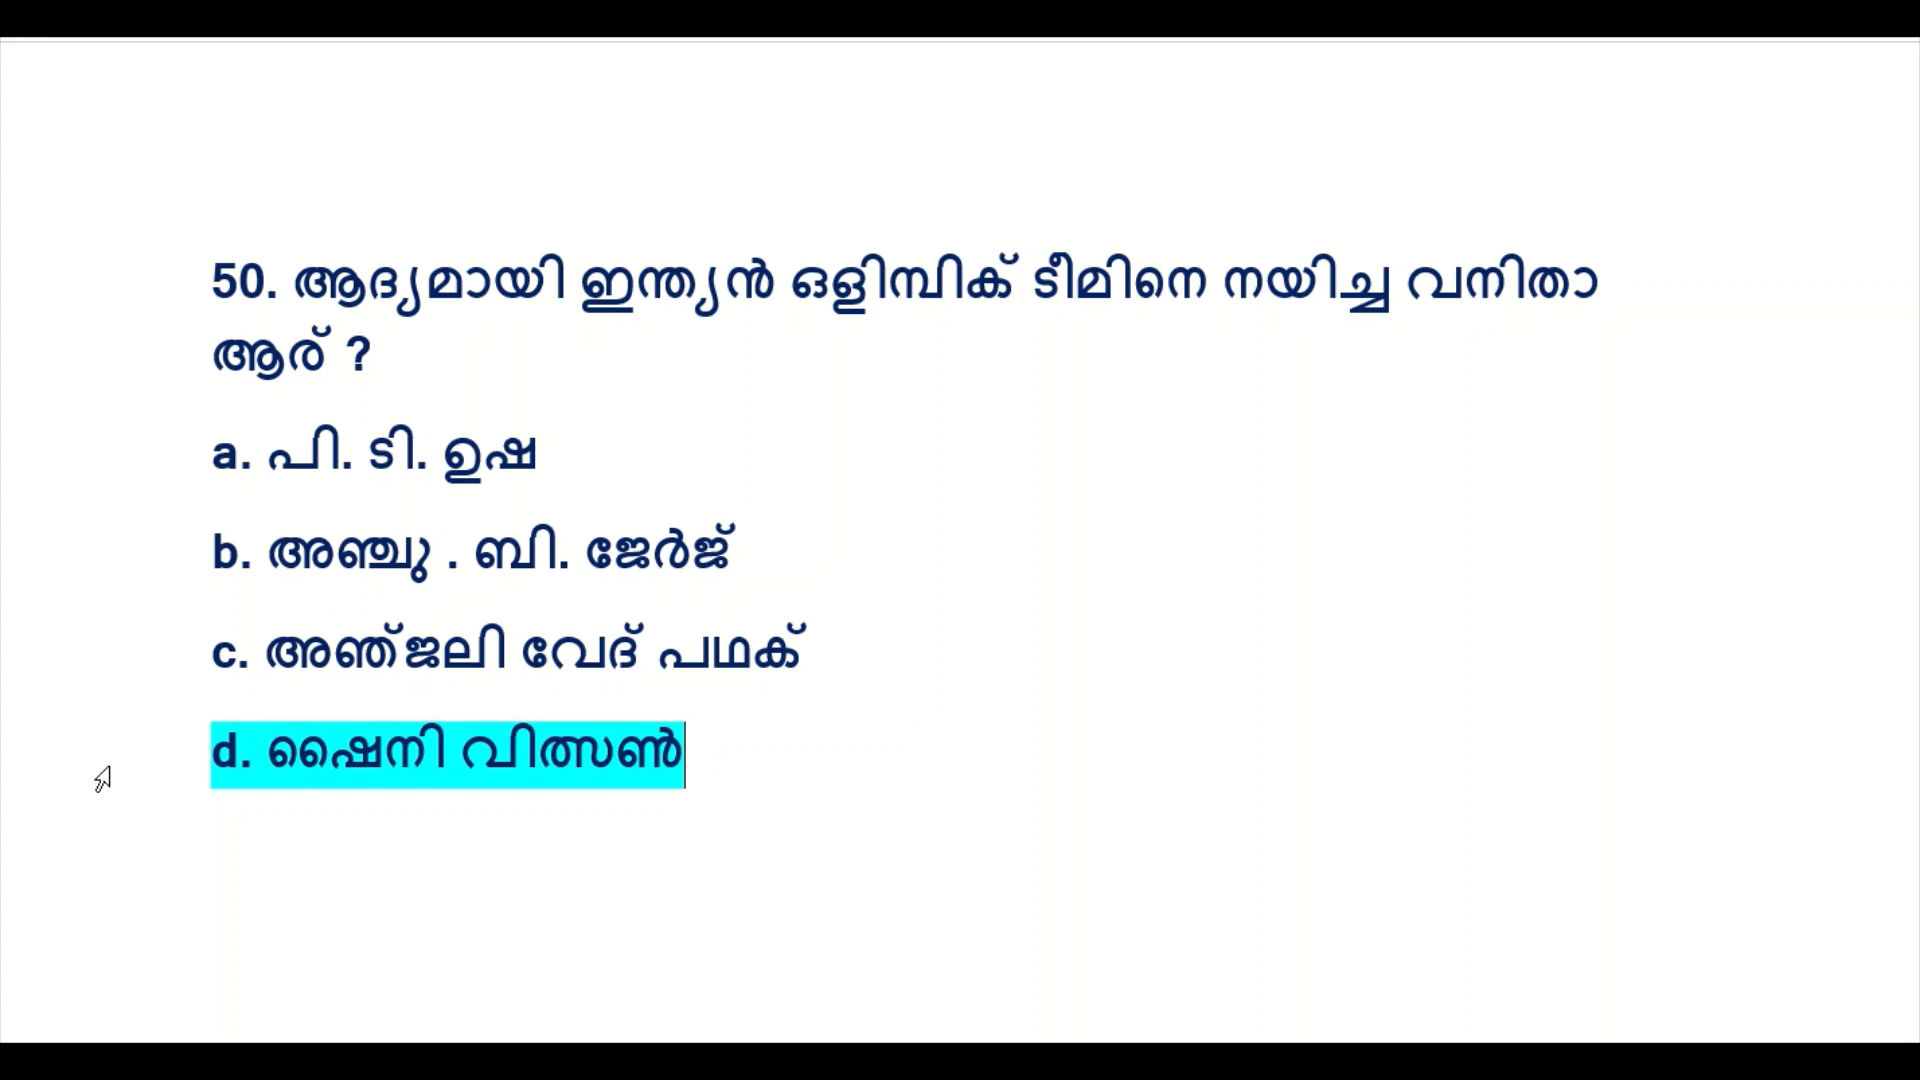 50. ആദ്യമായി ഇന്ത്യൻ ഒളിമ്പിക് ടീമിനെ നയിച്ച വനിതാ
ആര് ?
a. പി. ടി. ഉഷ
b. അഞ്ചു . ബി. ജേർജ്
c. അഞ്ജലി വേദ് പഥക്
d. ഷൈനി വിത്സൺ